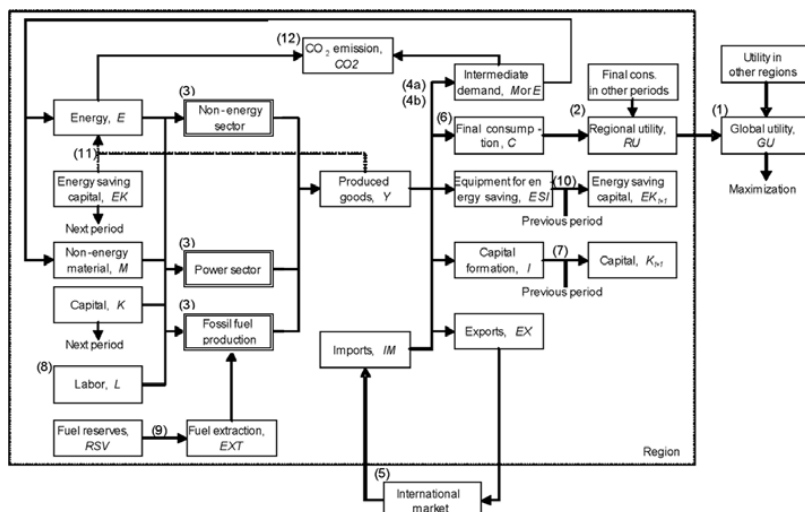 (12)
CO 2 emission,
CO2
(3)
Non-energy
sector
Energy, E
(11)
Energy saving
capital, EK
Next period
Non-energy
material, M
Capital, K
Next period
(8)
Labor, L
Fuel reserves,
RSV
(9)
Fuel extraction,
EXT
(3)
Power sector
(3)
Fossil fuel
production
Produced
goods, Y
Imports, IM
(4a)
(4b)
Intermediate
demand, M or E
(6)
Final consump -
tion, C
Equipment for en
ergy saving, ESI
(10)
Previous period
Energy saving
capital, EK t+1
Capital
formation, I
(7)
Previous period
Capital, K t+1
Exports, EX
Final cons.
in other periods
(2)
Regional utility,
RU
Utility in
other regions
(1)
Global utility,
GU
Maximization
Region
(5)
International
market